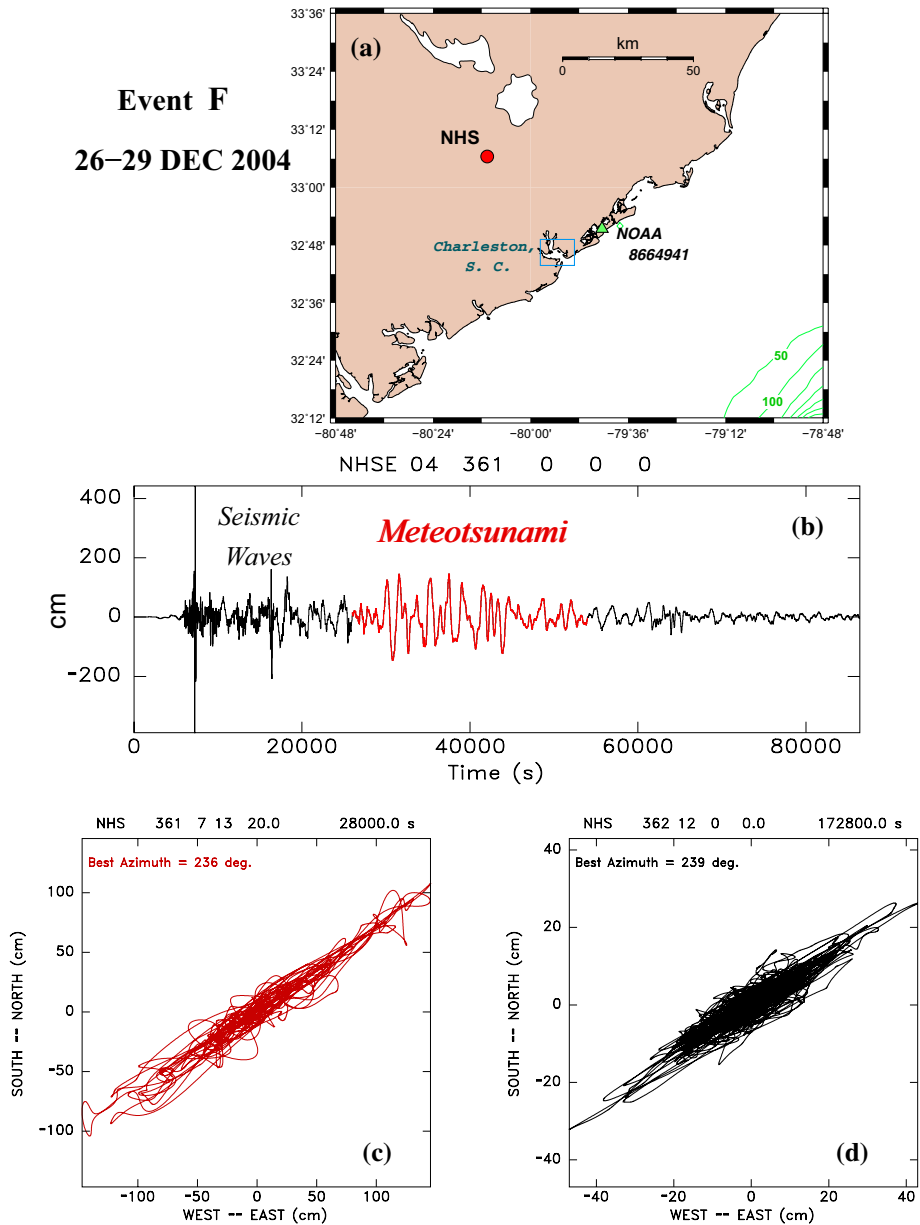 Event F
26−29 DEC 2004
33˚36'
33˚24'
33˚12'
33˚00'
32˚48'
32˚36'
32˚24'
32˚12'
(a)
km
0 50
NHS
NOAA
8664941
Charleston,
S. C.
50
100
−80˚48' −80˚24' −80˚00' −79˚36' −79˚12' −78˚48'
NHSE 04 361 0 0 0
400
200
0
−200
cm
Seismic
Waves
Meteotsunami
(b)
0 20000 40000 60000 80000
Time (s)
NHS 361 7 13 20.0 28000.0 s
Best Azimuth = 236 deg.
100
50
0
−50
−100
SOUTH -- NORTH (cm)
(c)
−100 −50 0 50 100
WEST -- EAST (cm)
NHS 362 12 0 0.0 172800.0 s
Best Azimuth = 239 deg.
40
20
0
−20
−40
SOUTH -- NORTH (cm)
(d)
−40 −20 0 20 40
WEST -- EAST (cm)